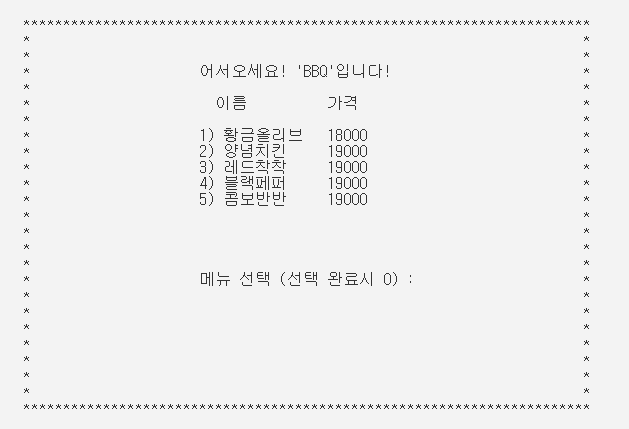 어서오세요! 'BBQ'입니다!
이름 가격
1) 황금올리브 18000
2) 양념치킨 19000
3) 레드착착 19000
4) 블랙페퍼 19000
5) 콤보반반 19000
메뉴 선택 (선택 완료시 0) :